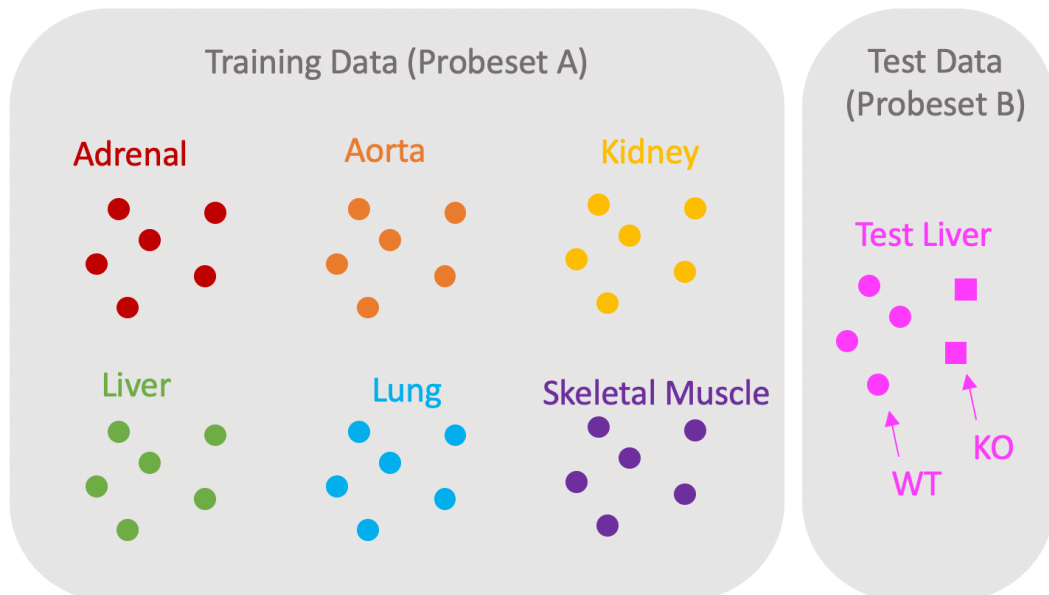 Training Data (Probeset A)
Adrenal
Aorta
Kidney
Liver
Lung
Skeletal Muscle
Test Data
(Probeset B)
Test Liver
KO
WT